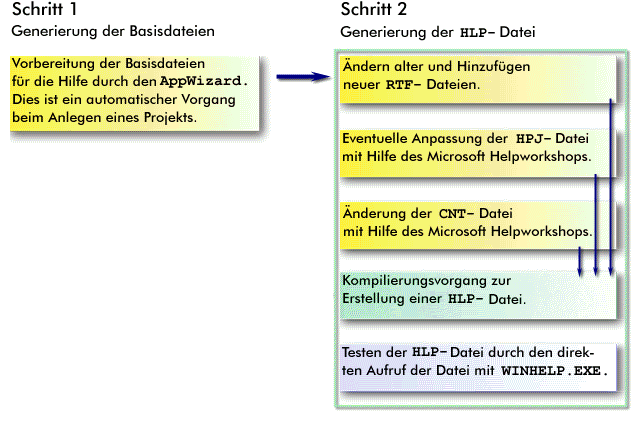 Schritt 1
Generierung der Basisdateien
Vorbereitung der Basisdateien
für die Hilfe durch den AppWizard.
Dies ist ein automatischer Vorgang
beim Anlegen eines Projekts.
Schritt 2
Generierung der HLP- Datei
Ändern alter und Hinzufügen
neuer RTF- Dateien.
Eventuelle Anpassung der HPJ- Datei
mit Hilfe des Microsoft Helpworkshops.
Änderung der CNT- Datei
mit Hilfe des Microsoft Helpworkshops.
Kompilierungsvorgang zur
Erstellung einer HLP- Datei.
Testen der HLP-Datei durch den direk-
ten Aufruf der Datei mit WINHELP.EXE.